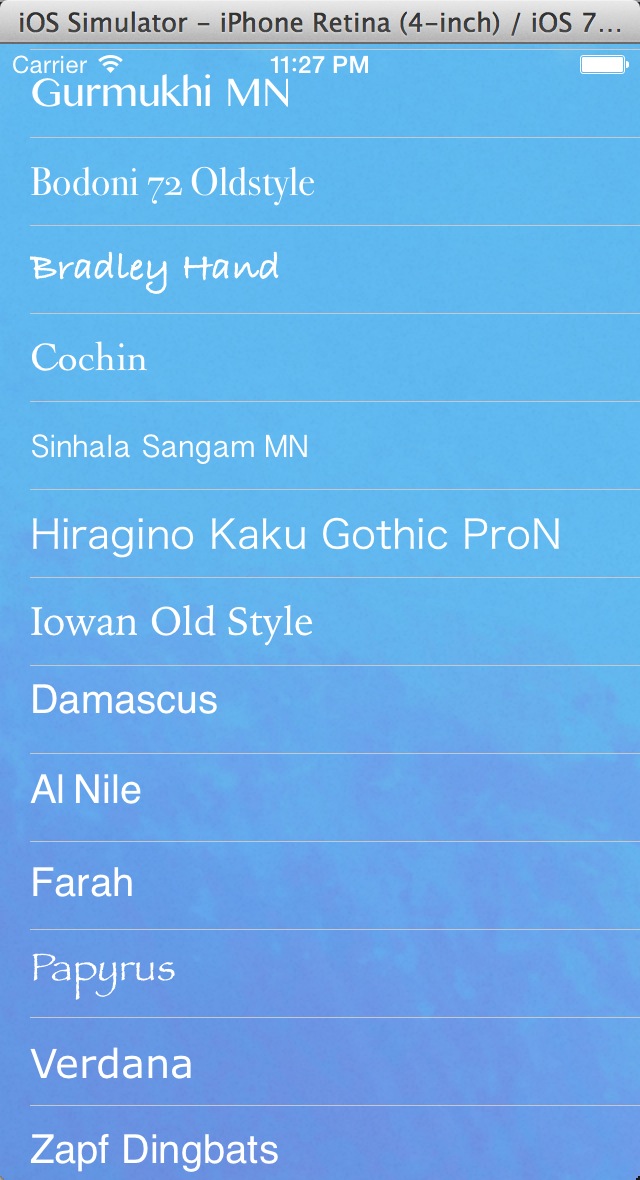 iOS Simulator – iPhone Retina (4-inch) / iOS 7...
Carrier 11:27 PM
Gurmukhi MN
Bodoni 72 Oldstyle
Bradley Hand
Cochin
Sinhala Sangam MN
Hiragino Kaku Gothic ProN
Iowan Old Style
Damascus
Al Nile
Farah
Papyrus
Verdana
Zapf Dingbats